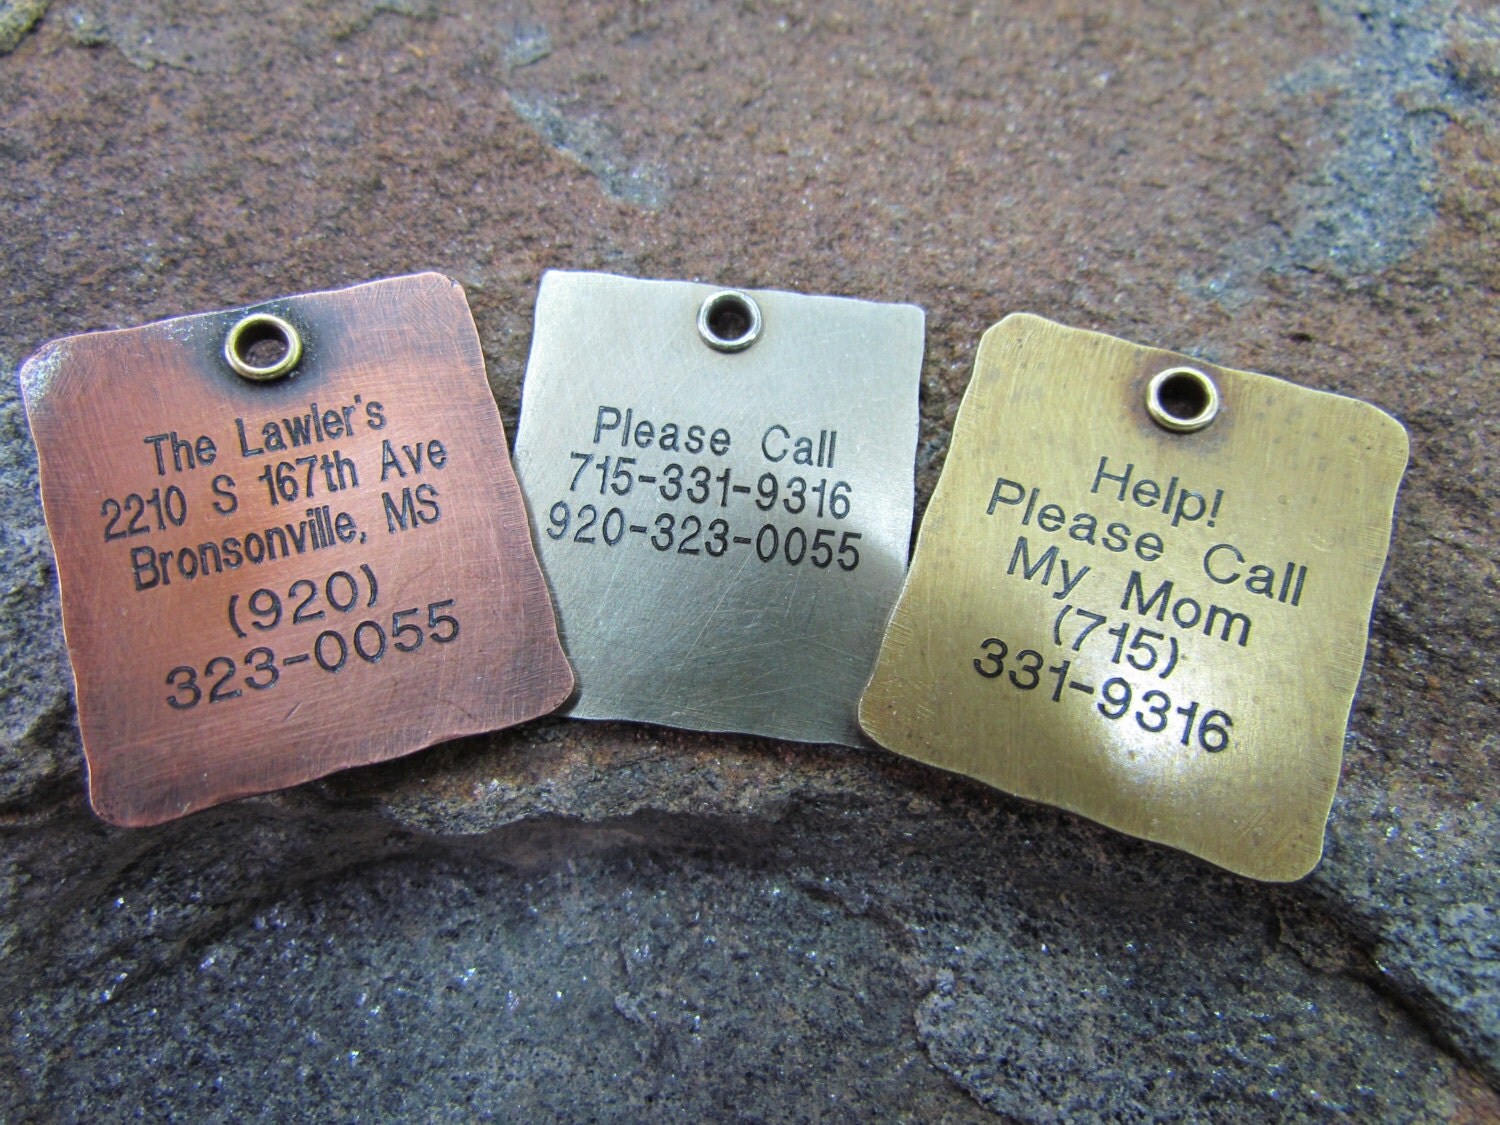 The Lawler's
2210 S 167th Ave
Bronsonville, MS
(920)
323-0055
Please Call
715-331-9316
920-323-0055
Help!
Please Call
My Mom
(715)
331-9316